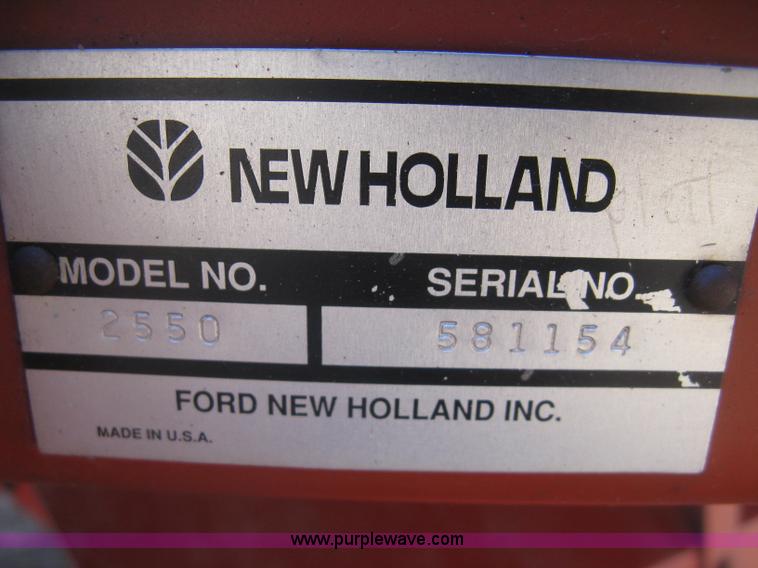 NEW HOLLAND
MODEL NO. SERIAL NO.
2550 581154
FORD NEW HOLLAND INC.
MADE IN U.S.A.
www.purplewave.com